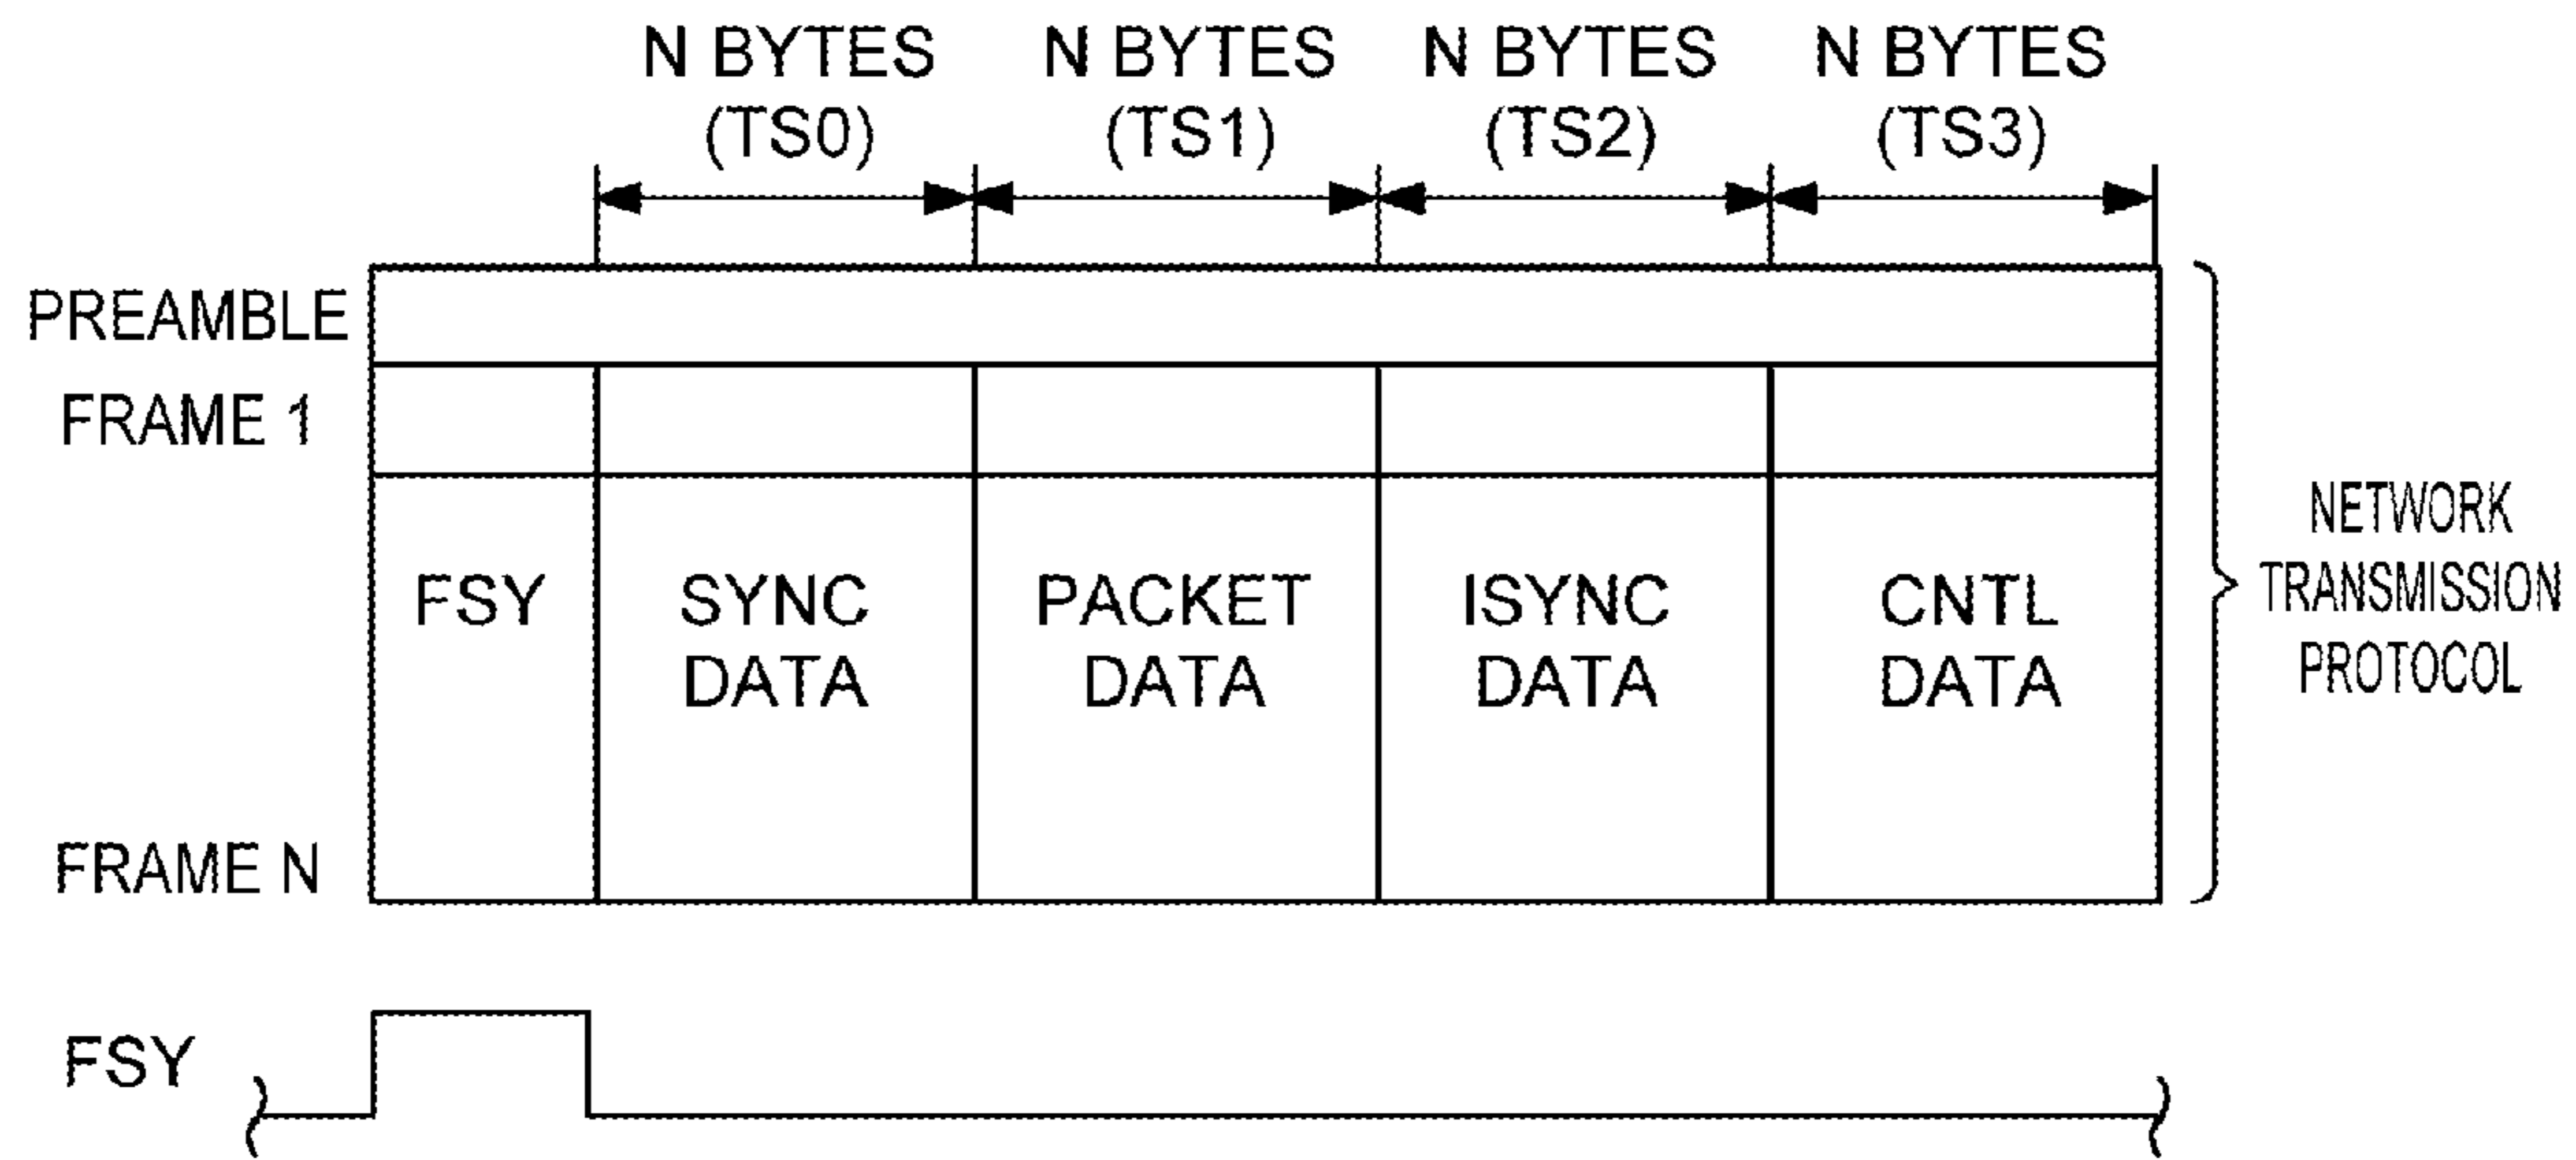 N BYTES N BYTES N BYTES N BYTES
(TS0) (TS1) (TS2) (TS3)
PREAMBLE
FRAME 1
FSY SYNC PACKET ISYNC CNTL
DATA DATA DATA DATA
FRAME N
NETWORK
TRANSMISSION
PROTOCOL
FSY